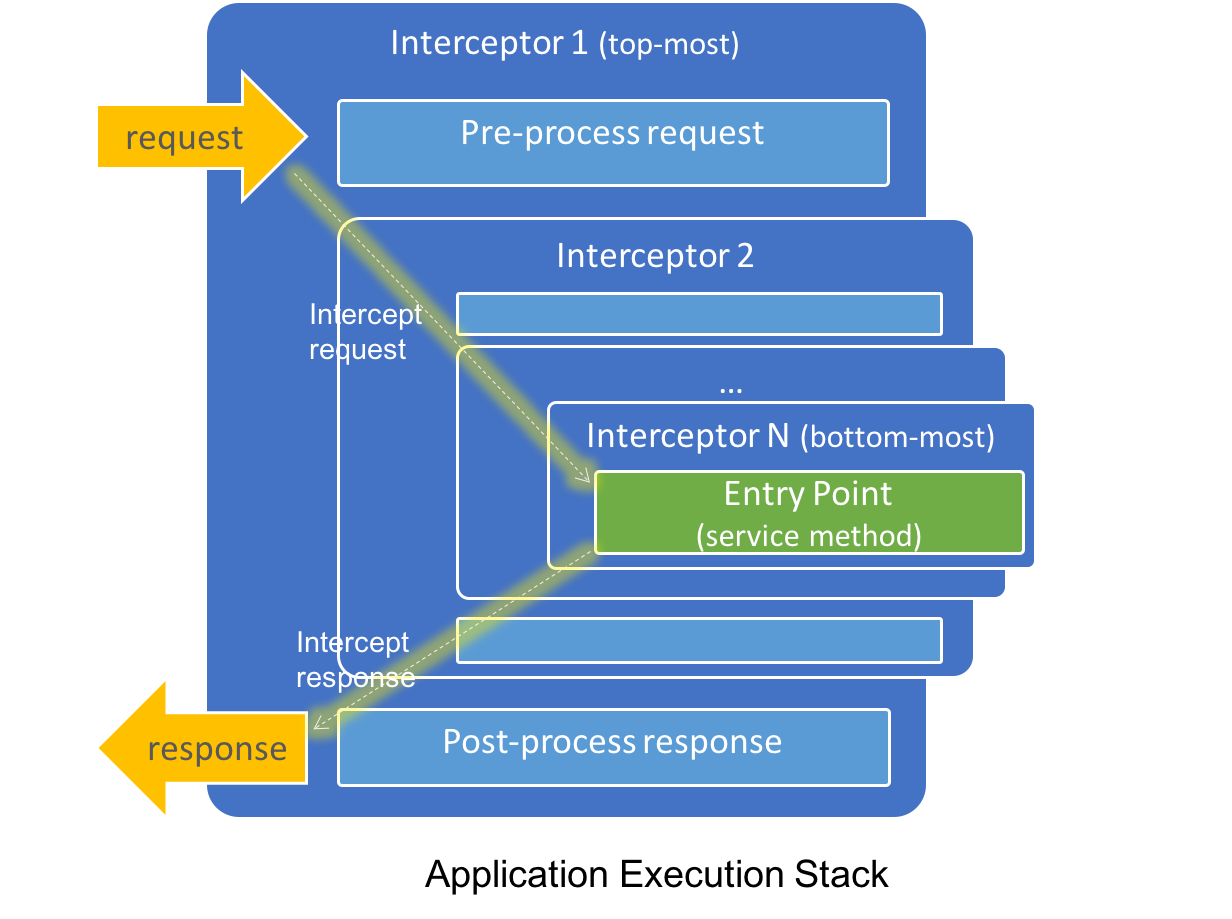 Interceptor 1 (top-most)
request
Pre-process request
Interceptor 2
Intercept
request
...
Interceptor N (bottom-most)
Entry Point
(service method)
Intercept
response
Post-process response
response
Application Execution Stack